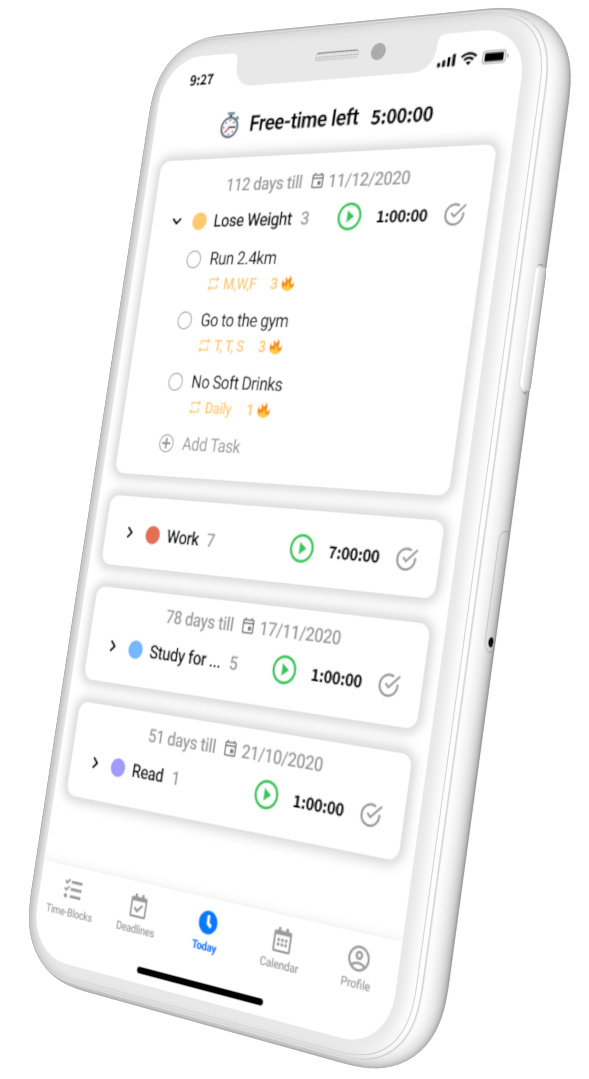 9:27
Free-time left 5:00:00
112 days till 11/12/2020
Lose Weight 3 1:00:00
Run 2.4km
M,W,F 3
Go to the gym
T, T, S 3
No Soft Drinks
Daily 1
Add Task
Work 7 7:00:00
78 days till 17/11/2020
Study for ... 5 1:00:00
51 days till 21/10/2020
Read 1 1:00:00
Time-Blocks Deadlines Today Calendar Profile